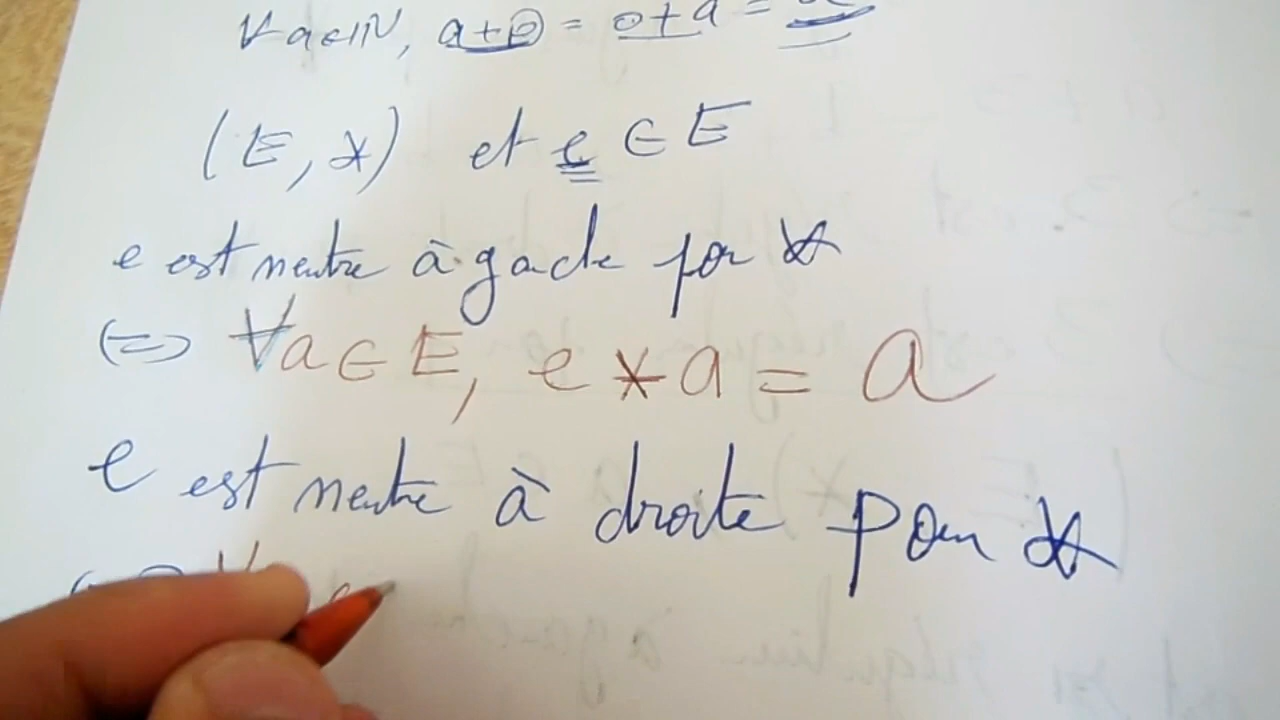 ∀a∈ℕ, a+0 = 0+a = a
(E, *) et e ∈ E
e est neutre à gauche pour *
⇔ ∀a ∈ E, e * a = a
e est neutre à droite pour *
∀